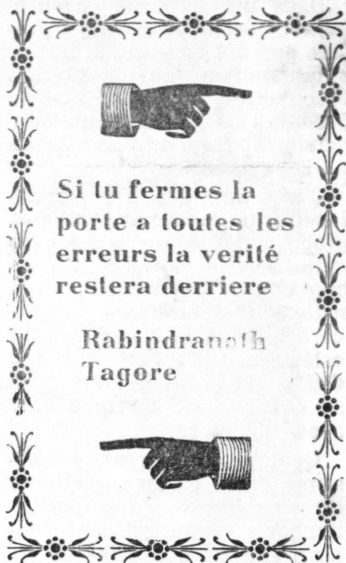 Si tu fermes la
porte a toutes les
erreurs la verité
restera derriere
Rabindranath
Tagore